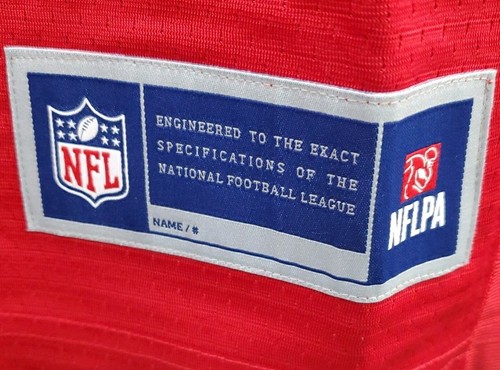 NFL
ENGINEERED TO THE EXACT
SPECIFICATIONS OF THE
NATIONAL FOOTBALL LEAGUE
NAME / #
NFLPA